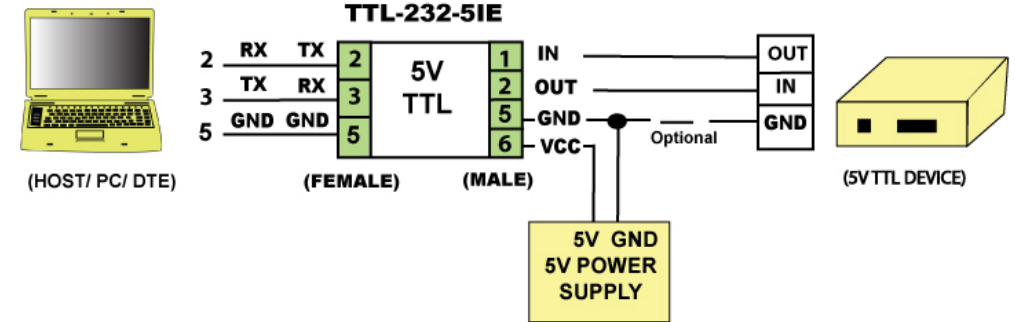 TTL-232-5IE
2 RX TX 2
3 TX RX 3
5 GND GND 5
5V
TTL
1 IN OUT
2 OUT IN
5 GND Optional GND
6 VCC
(HOST/ PC/ DTE)
(FEMALE)
(MALE)
(5V TTL DEVICE)
5V GND
5V POWER
SUPPLY